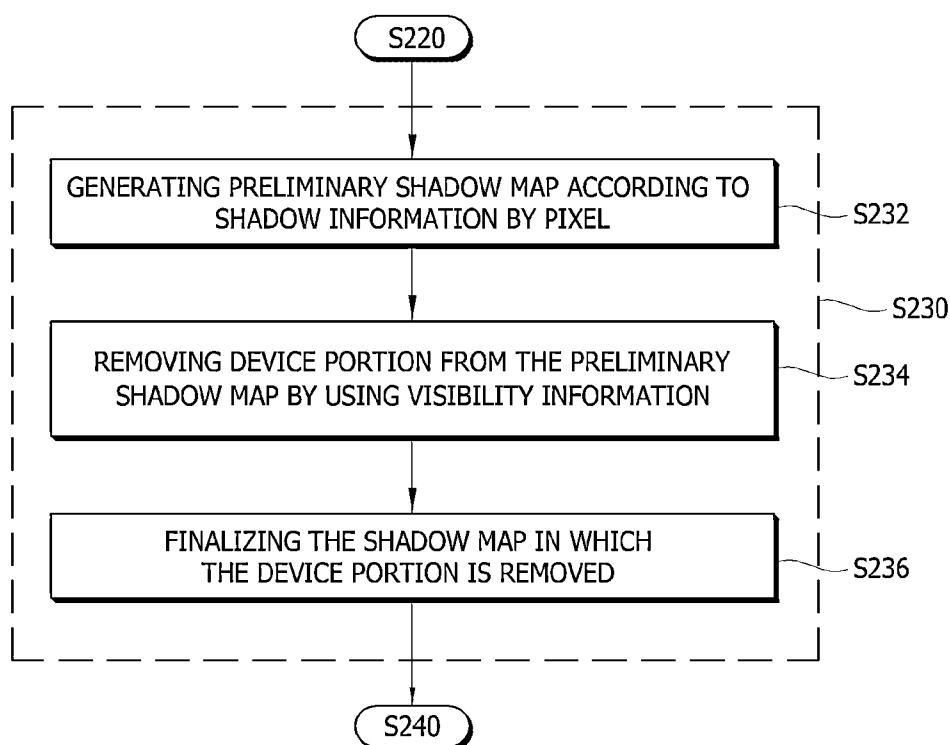 S220
GENERATING PRELIMINARY SHADOW MAP ACCORDING TO
SHADOW INFORMATION BY PIXEL
S232
S230
REMOVING DEVICE PORTION FROM THE PRELIMINARY
SHADOW MAP BY USING VISIBILITY INFORMATION
S234
FINALIZING THE SHADOW MAP IN WHICH
THE DEVICE PORTION IS REMOVED
S236
S240